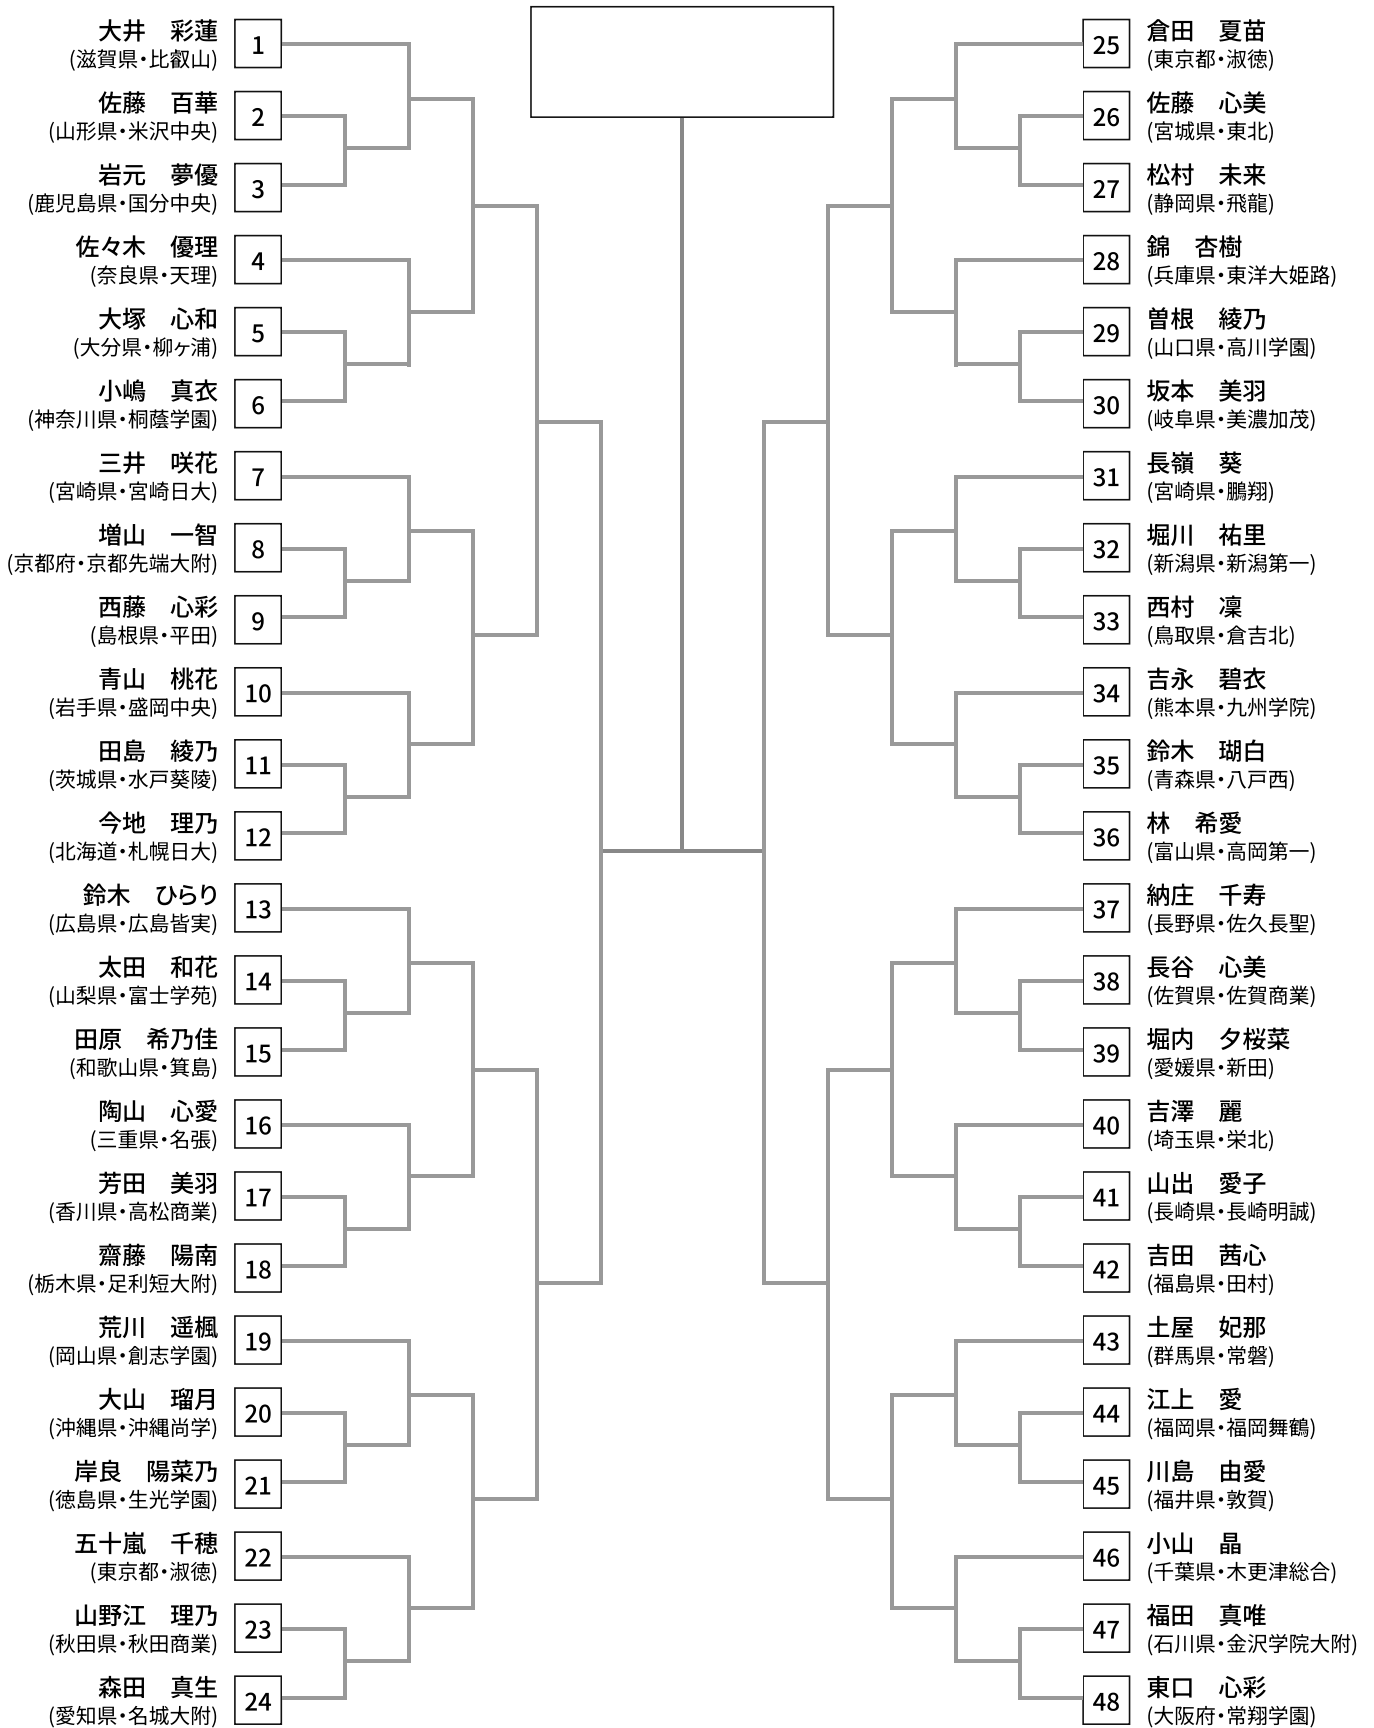 大井　彩蓮
(滋賀県・比叡山)
1
佐藤　百華
(山形県・米沢中央)
2
岩元　夢優
(鹿児島県・国分中央)
3
佐々木　優理
(奈良県・天理)
4
大塚　心和
(大分県・柳ヶ浦)
5
小嶋　真衣
(神奈川県・桐蔭学園)
6
三井　咲花
(宮崎県・宮崎日大)
7
増山　一智
(京都府・京都先端大附)
8
西藤　心彩
(島根県・平田)
9
青山　桃花
(岩手県・盛岡中央)
10
田島　綾乃
(茨城県・水戸葵陵)
11
今地　理乃
(北海道・札幌日大)
12
鈴木　ひらり
(広島県・広島皆実)
13
太田　和花
(山梨県・富士学苑)
14
田原　希乃佳
(和歌山県・箕島)
15
陶山　心愛
(三重県・名張)
16
芳田　美羽
(香川県・高松商業)
17
齋藤　陽南
(栃木県・足利短大附)
18
荒川　遥楓
(岡山県・創志学園)
19
大山　瑠月
(沖縄県・沖縄尚学)
20
岸良　陽菜乃
(徳島県・生光学園)
21
五十嵐　千穂
(東京都・淑徳)
22
山野江　理乃
(秋田県・秋田商業)
23
森田　真生
(愛知県・名城大附)
24
25
倉田　夏苗
(東京都・淑徳)
26
佐藤　心美
(宮城県・東北)
27
松村　未来
(静岡県・飛龍)
28
錦　杏樹
(兵庫県・東洋大姫路)
29
曽根　綾乃
(山口県・高川学園)
30
坂本　美羽
(岐阜県・美濃加茂)
31
長嶺　葵
(宮崎県・鵬翔)
32
堀川　祐里
(新潟県・新潟第一)
33
西村　凜
(鳥取県・倉吉北)
34
吉永　碧衣
(熊本県・九州学院)
35
鈴木　瑚白
(青森県・八戸西)
36
林　希愛
(富山県・高岡第一)
37
納庄　千寿
(長野県・佐久長聖)
38
長谷　心美
(佐賀県・佐賀商業)
39
堀内　夕桜菜
(愛媛県・新田)
40
吉澤　麗
(埼玉県・栄北)
41
山出　愛子
(長崎県・長崎明誠)
42
吉田　茜心
(福島県・田村)
43
土屋　妃那
(群馬県・常磐)
44
江上　愛
(福岡県・福岡舞鶴)
45
川島　由愛
(福井県・敦賀)
46
小山　晶
(千葉県・木更津総合)
47
福田　真唯
(石川県・金沢学院大附)
48
東口　心彩
(大阪府・常翔学園)